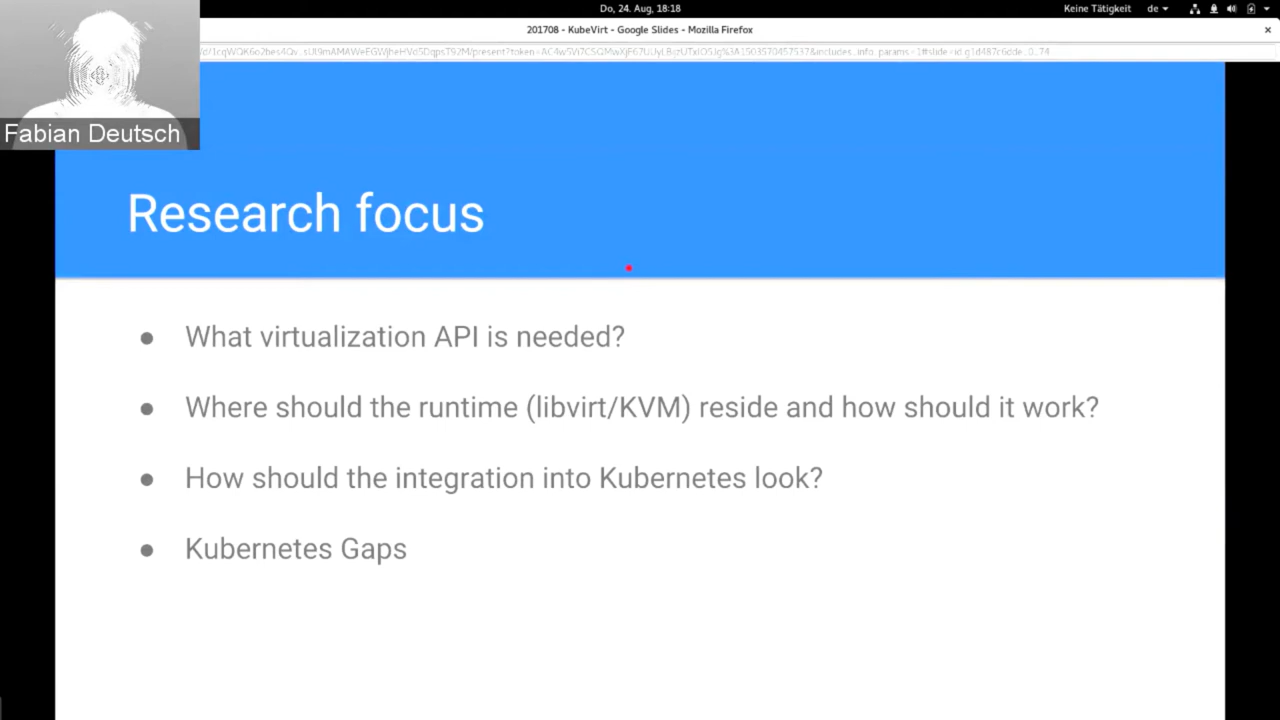 Do, 24. Aug, 18:18
Keine Tätigkeit
de
201708 - KubeVirt - Google Slides - Mozilla Firefox
Fabian Deutsch
Research focus
What virtualization API is needed?
Where should the runtime (libvirt/KVM) reside and how should it work?
How should the integration into Kubernetes look?
Kubernetes Gaps